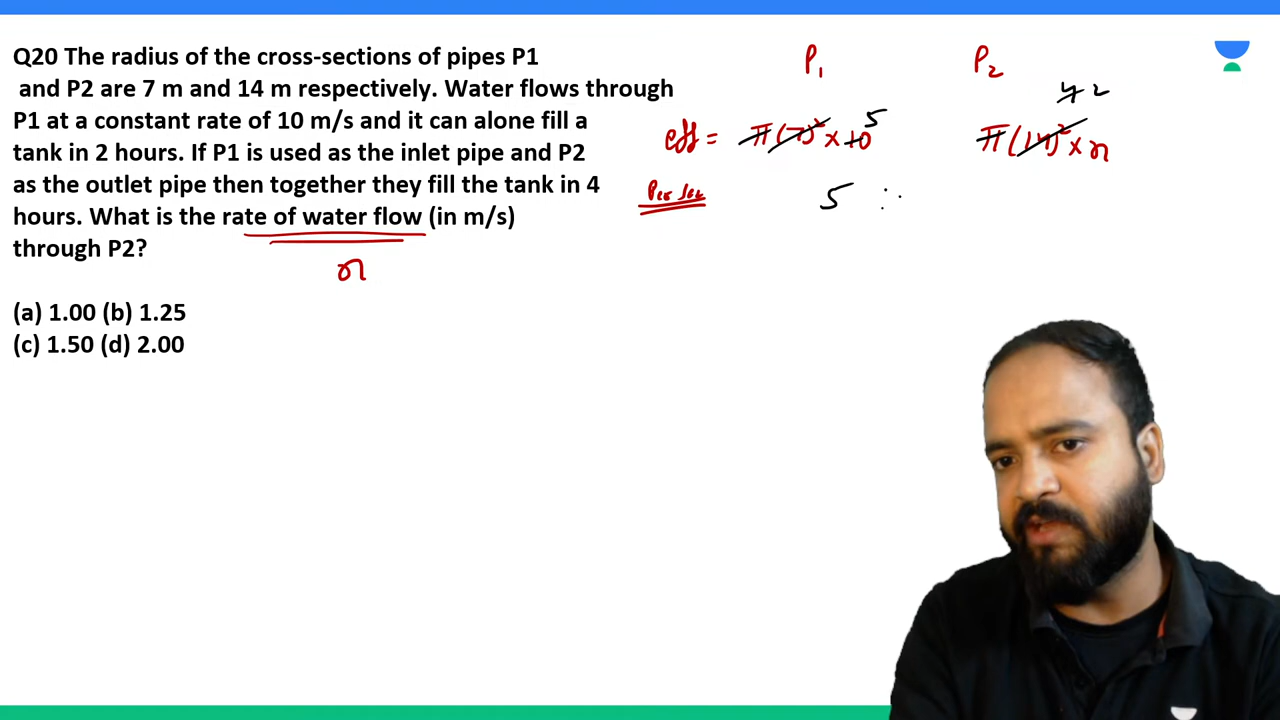 Q20 The radius of the cross-sections of pipes P1
and P2 are 7 m and 14 m respectively. Water flows through
P1 at a constant rate of 10 m/s and it can alone fill a
tank in 2 hours. If P1 is used as the inlet pipe and P2
as the outlet pipe then together they fill the tank in 4
hours. What is the rate of water flow (in m/s)
through P2?
n
(a) 1.00 (b) 1.25
(c) 1.50 (d) 2.00
P1 P2
5 4 2
eff = π(7)² × 10 π(14)² × n
Per sec
5 :